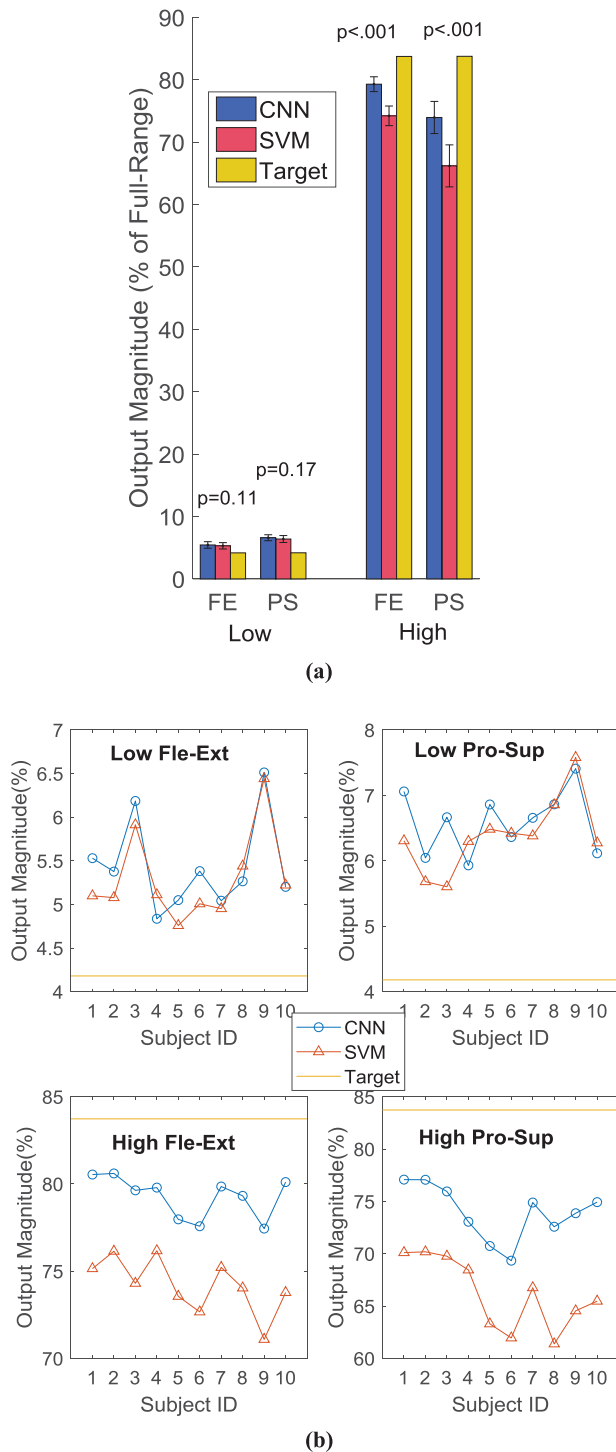 Output Magnitude (% of Full-Range)
90
80
70
60
50
40
30
20
10
0
p<.001
p<.001
CNN
SVM
Target
p=0.11
p=0.17
FE
PS
FE
PS
Low
High
(a)
Low Fle-Ext
Output Magnitude(%)
7
6.5
6
5.5
5
4.5
4
1 2 3 4 5 6 7 8 9 10
Subject ID
Low Pro-Sup
Output Magnitude(%)
8
7
6
5
4
1 2 3 4 5 6 7 8 9 10
Subject ID
CNN
SVM
Target
High Fle-Ext
Output Magnitude(%)
85
80
75
70
1 2 3 4 5 6 7 8 9 10
Subject ID
High Pro-Sup
Output Magnitude(%)
85
80
75
70
65
60
1 2 3 4 5 6 7 8 9 10
Subject ID
(b)